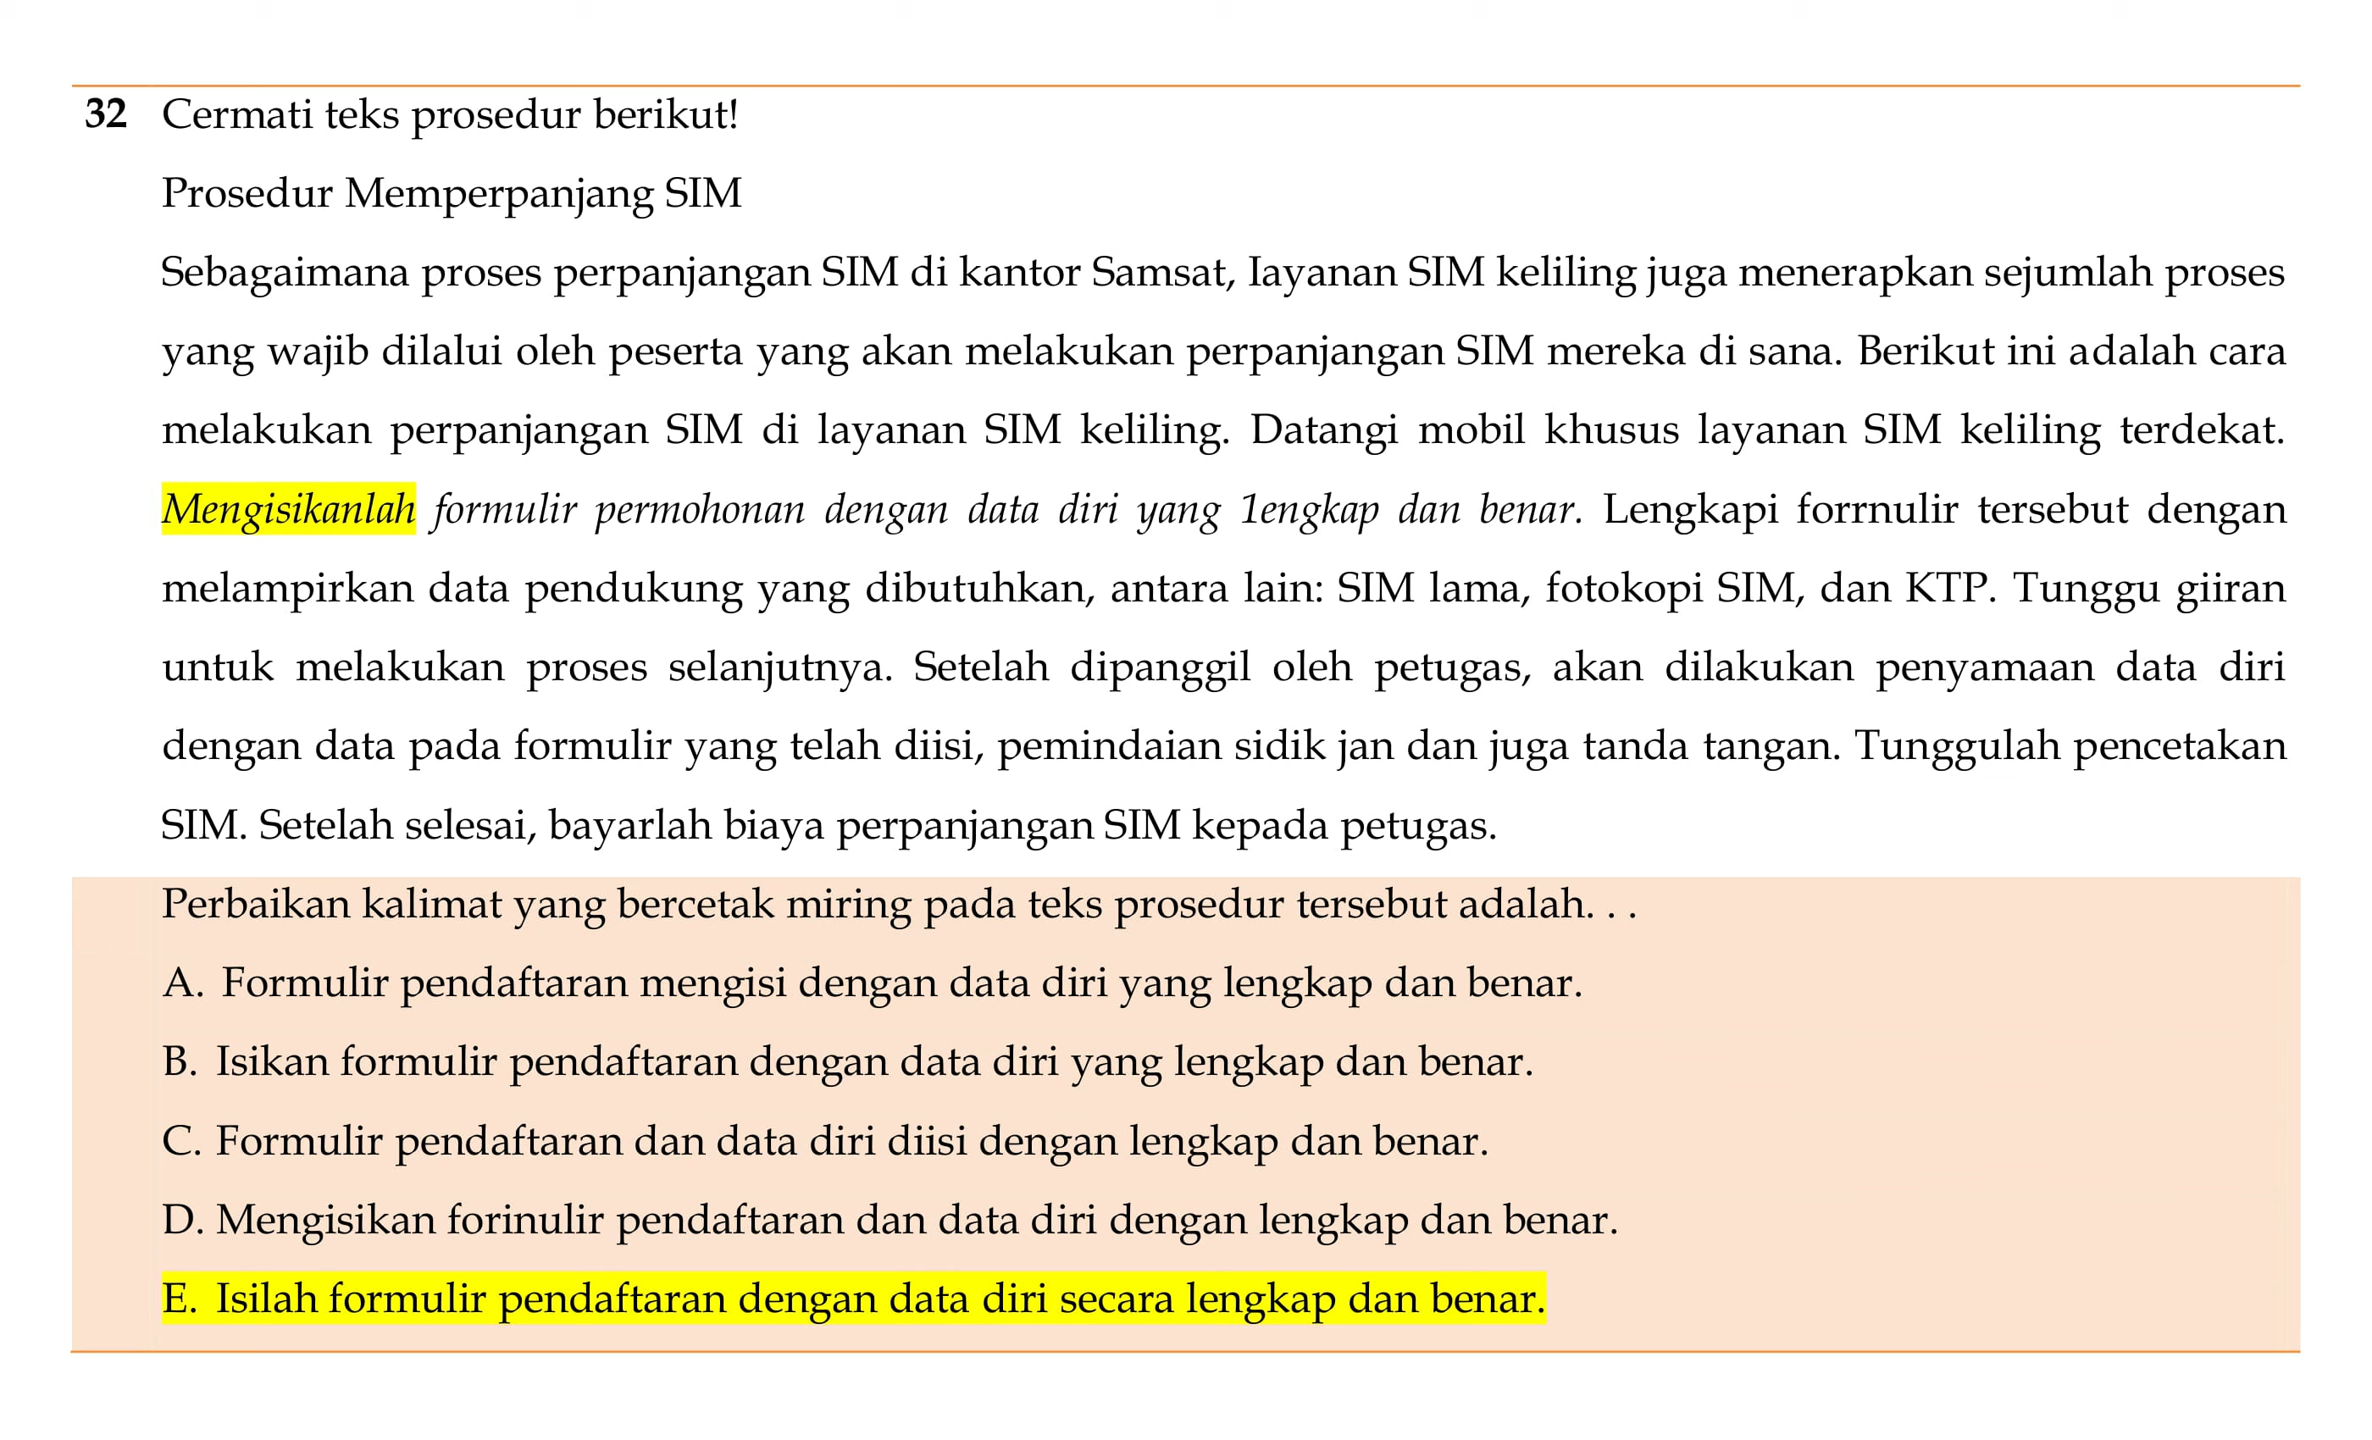 32 Cermati teks prosedur berikut!
Prosedur Memperpanjang SIM
Sebagaimana proses perpanjangan SIM di kantor Samsat, Iayanan SIM keliling juga menerapkan sejumlah proses
yang wajib dilalui oleh peserta yang akan melakukan perpanjangan SIM mereka di sana. Berikut ini adalah cara
melakukan perpanjangan SIM di layanan SIM keliling. Datangi mobil khusus layanan SIM keliling terdekat.
Mengisikanlah formulir permohonan dengan data diri yang 1engkap dan benar. Lengkapi forrnulir tersebut dengan
melampirkan data pendukung yang dibutuhkan, antara lain: SIM lama, fotokopi SIM, dan KTP. Tunggu giiran
untuk melakukan proses selanjutnya. Setelah dipanggil oleh petugas, akan dilakukan penyamaan data diri
dengan data pada formulir yang telah diisi, pemindaian sidik jan dan juga tanda tangan. Tunggulah pencetakan
SIM. Setelah selesai, bayarlah biaya perpanjangan SIM kepada petugas.
Perbaikan kalimat yang bercetak miring pada teks prosedur tersebut adalah. . .
A. Formulir pendaftaran mengisi dengan data diri yang lengkap dan benar.
B. Isikan formulir pendaftaran dengan data diri yang lengkap dan benar.
C. Formulir pendaftaran dan data diri diisi dengan lengkap dan benar.
D. Mengisikan forinulir pendaftaran dan data diri dengan lengkap dan benar.
E. Isilah formulir pendaftaran dengan data diri secara lengkap dan benar.